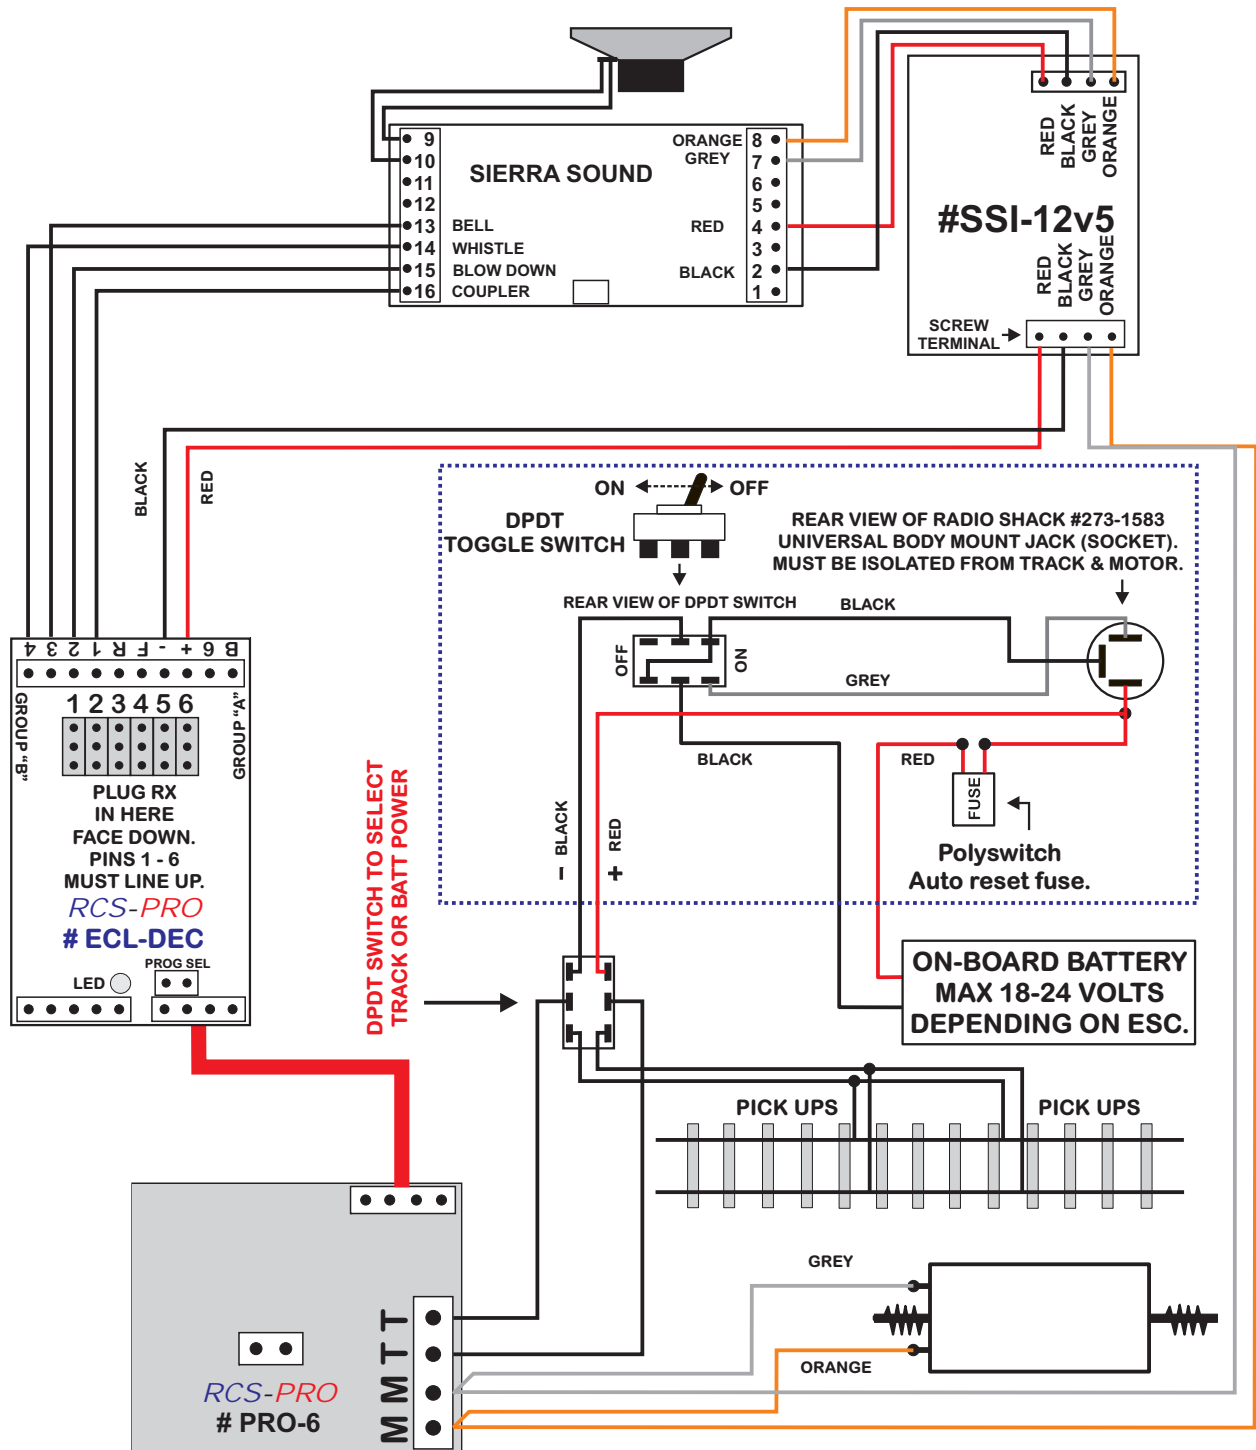 9
10
11
12
13 BELL
14 WHISTLE
15 BLOW DOWN
16 COUPLER
SIERRA SOUND
ORANGE 8
GREY 7
6
5
RED 4
3
BLACK 2
1
RED
BLACK
GREY
ORANGE
#SSI-12v5
RED
BLACK
GREY
ORANGE
SCREW
TERMINAL
BLACK
RED
ON
OFF
DPDT
TOGGLE SWITCH
REAR VIEW OF RADIO SHACK #273-1583
UNIVERSAL BODY MOUNT JACK (SOCKET).
MUST BE ISOLATED FROM TRACK & MOTOR.
REAR VIEW OF DPDT SWITCH
BLACK
OFF
ON
GREY
BLACK
RED
FUSE
Polyswitch
Auto reset fuse.
– BLACK
+ RED
4 3 2 1 R F - + 6 B
GROUP "B"
GROUP "A"
1 2 3 4 5 6
PLUG RX
IN HERE
FACE DOWN.
PINS 1 - 6
MUST LINE UP.
RCS-PRO
# ECL-DEC
PROG SEL
LED
DPDT SWITCH TO SELECT
TRACK OR BATT POWER
ON-BOARD BATTERY
MAX 18-24 VOLTS
DEPENDING ON ESC.
PICK UPS
PICK UPS
GREY
ORANGE
M M T T
RCS-PRO
# PRO-6